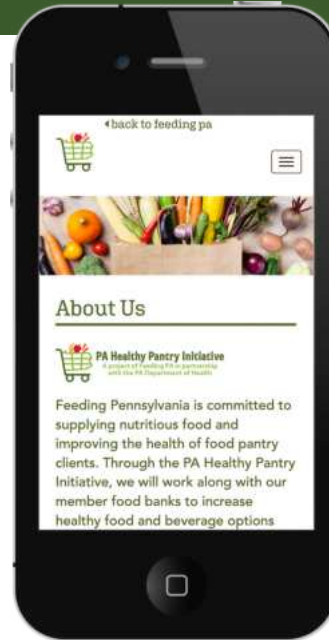 back to feeding pa
About Us
PA Healthy Pantry Initiative
A project of Feeding PA in partnership
with the PA Department of Health
Feeding Pennsylvania is committed to
supplying nutritious food and
improving the health of food pantry
clients. Through the PA Healthy Pantry
Initiative, we will work along with our
member food banks to increase
healthy food and beverage options